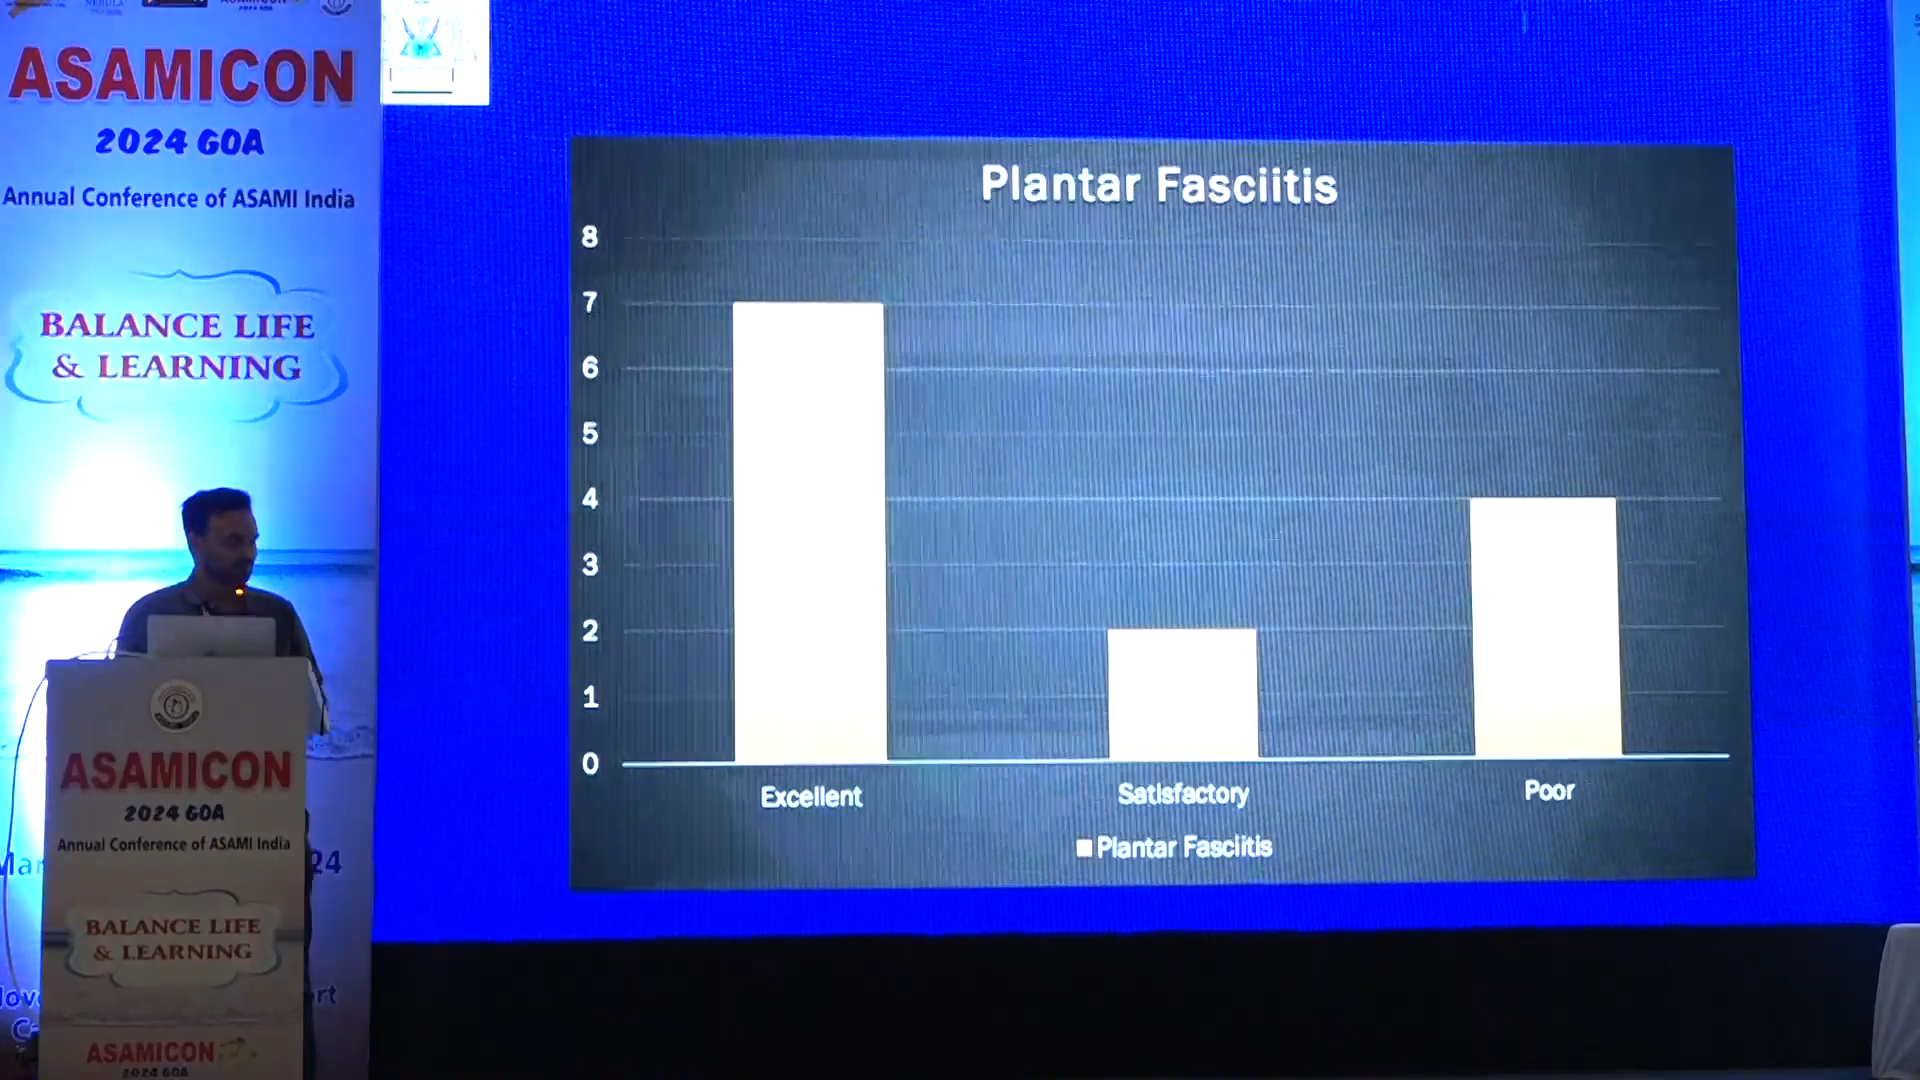 ASAMICON
2024 GOA
Annual Conference of ASAMI India
BALANCE LIFE
& LEARNING
Plantar Fasciitis
8
7
6
5
4
3
2
1
0
Excellent
Satisfactory
Poor
Plantar Fasciitis
ASAMICON
2024 GOA
Annual Conference of ASAMI India
24
BALANCE LIFE
& LEARNING
ASAMICON
2024 GOA